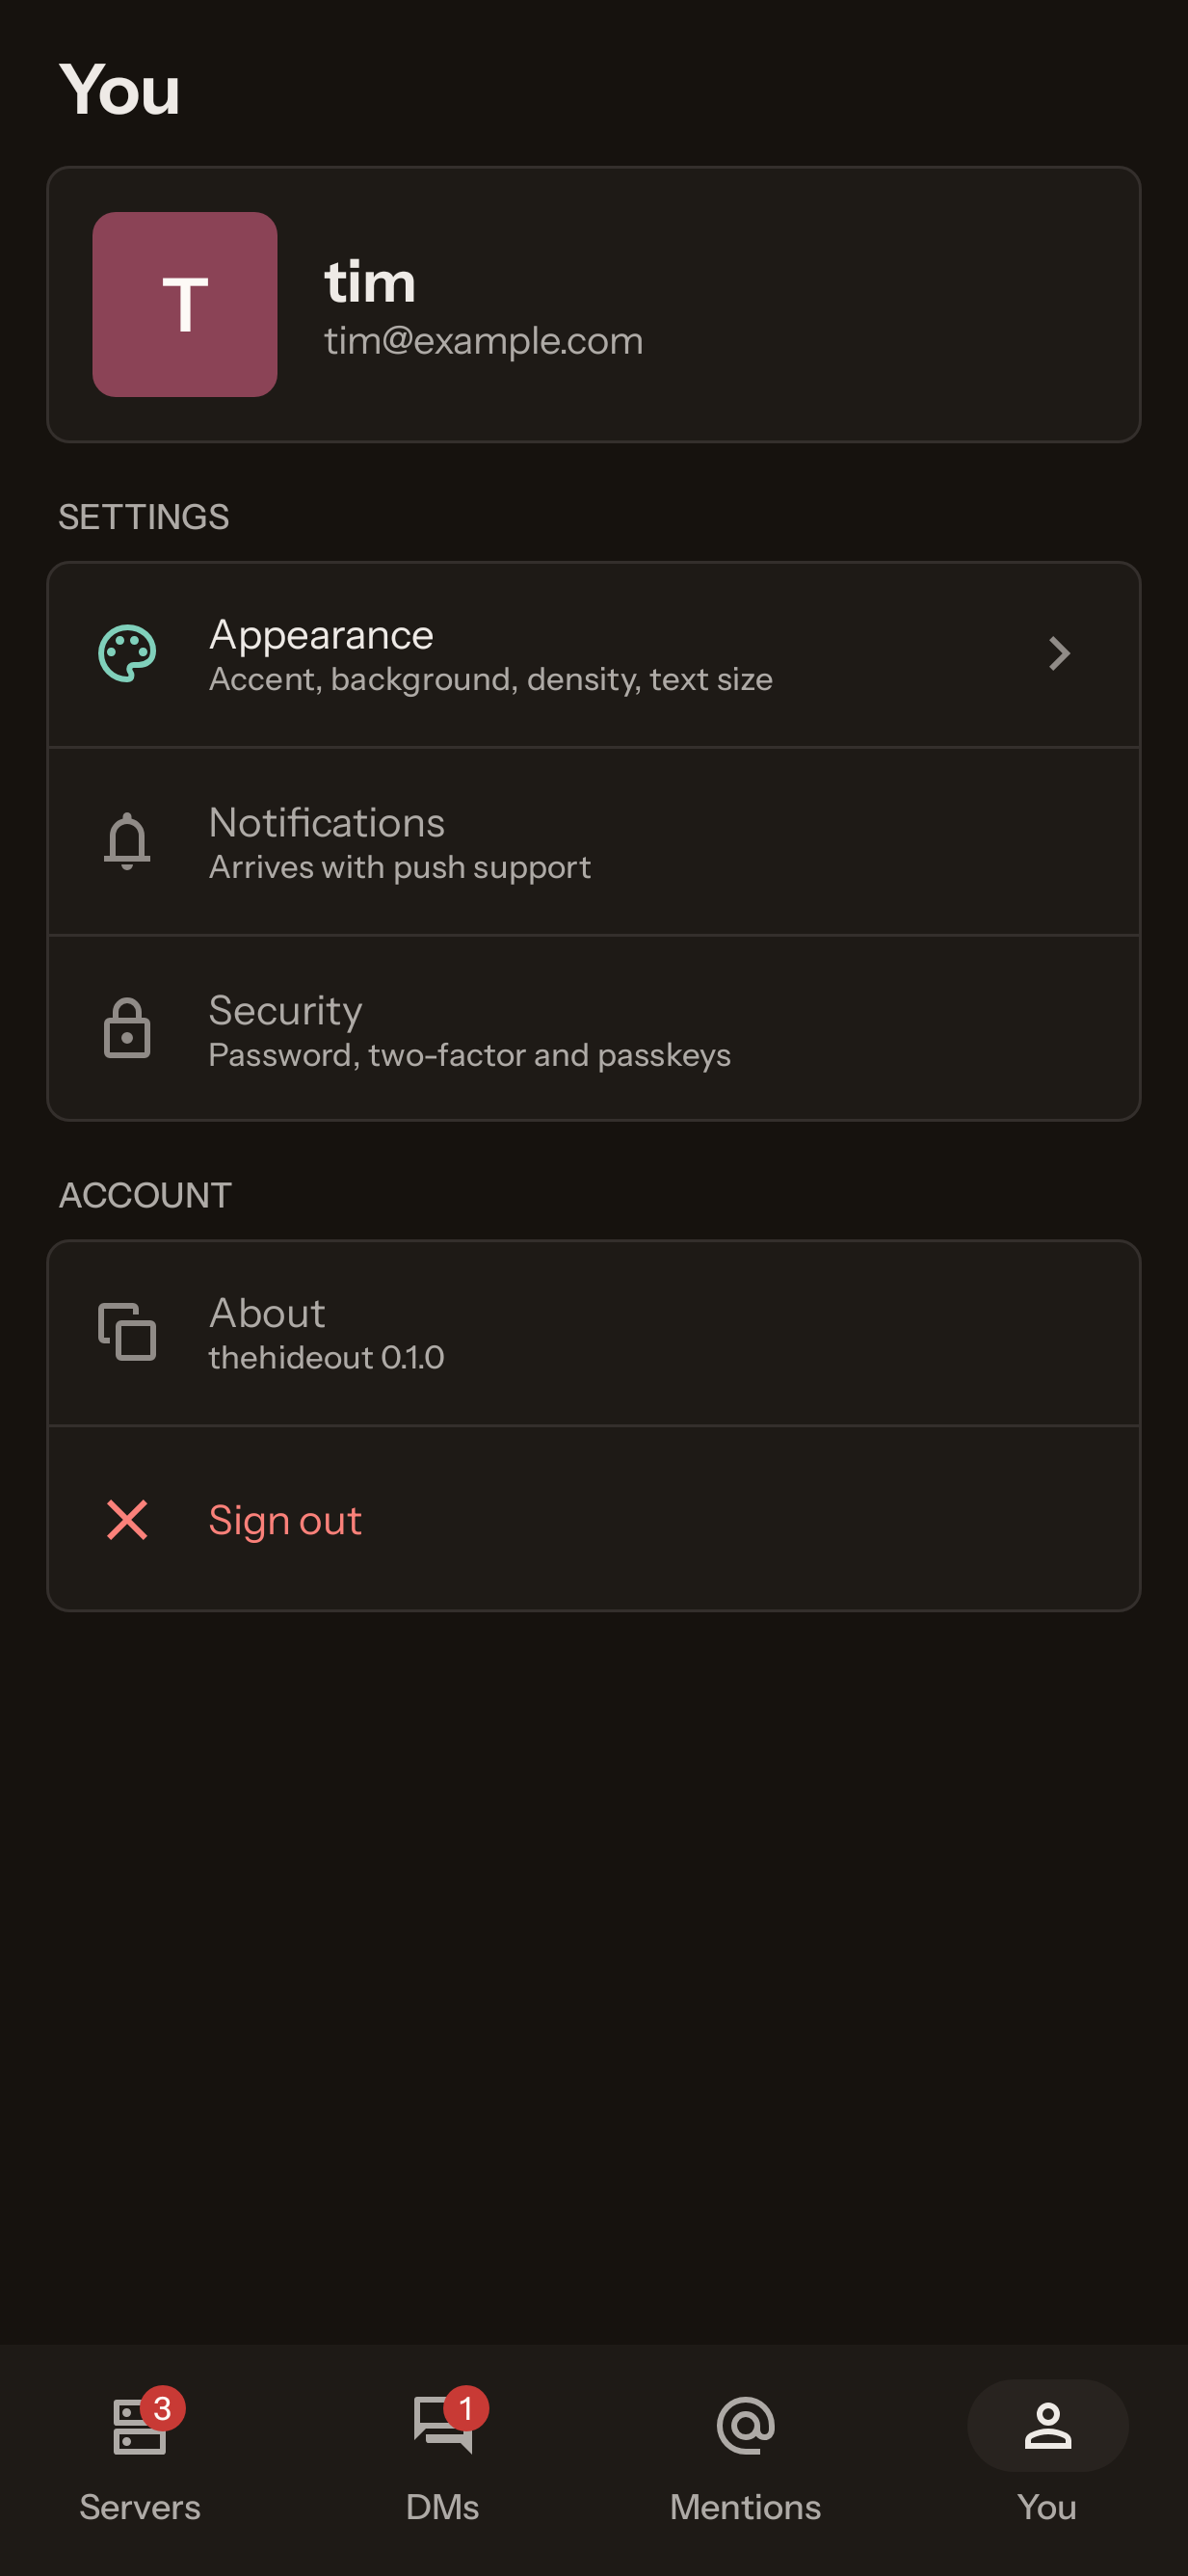 You
T
tim
tim@example.com
SETTINGS
Appearance
Accent, background, density, text size
Notifications
Arrives with push support
Security
Password, two-factor and passkeys
ACCOUNT
About
thehideout 0.1.0
Sign out
3
1
Servers
DMs
Mentions
You